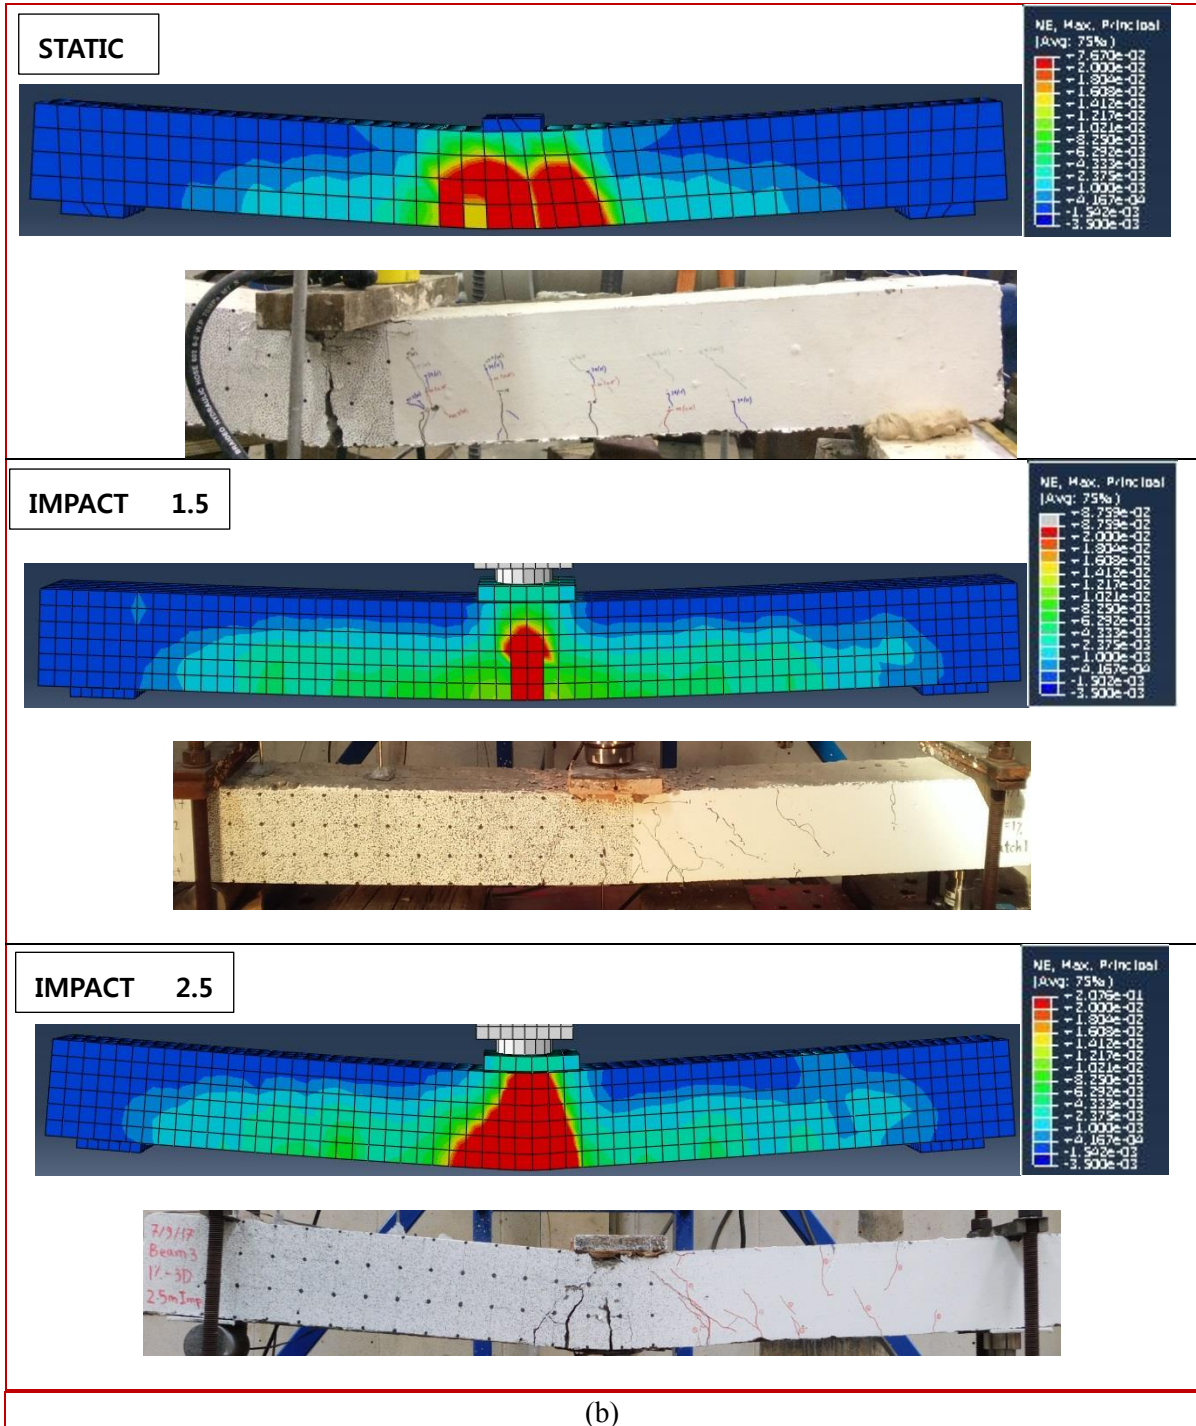 STATIC
NE, Max. Principal
(Avg: 75%)
+7.670e-02
+2.000e-02
+1.804e-02
+1.608e-02
+1.412e-02
+1.217e-02
+1.021e-02
+8.250e-03
+6.292e-03
+4.333e-03
+2.375e-03
+1.000e-03
+4.167e-04
-1.542e-03
-3.500e-03
IMPACT 1.5
NE, Max. Principal
(Avg: 75%)
+8.759e-02
+8.759e-02
+2.000e-02
+1.804e-02
+1.608e-02
+1.412e-02
+1.217e-02
+1.021e-02
+8.250e-03
+6.292e-03
+4.333e-03
+2.375e-03
+1.000e-03
+4.167e-04
-3.500e-03
IMPACT 2.5
NE, Max. Principal
(Avg: 75%)
+2.076e-01
+2.000e-02
+1.804e-02
+1.608e-02
+1.412e-02
+1.217e-02
+1.021e-02
+8.250e-03
+6.292e-03
+4.333e-03
+2.375e-03
+1.000e-03
+4.167e-04
-1.542e-03
-3.500e-03
7/9/17
Beam 3
1%-3D
2.5m Imp
(b)